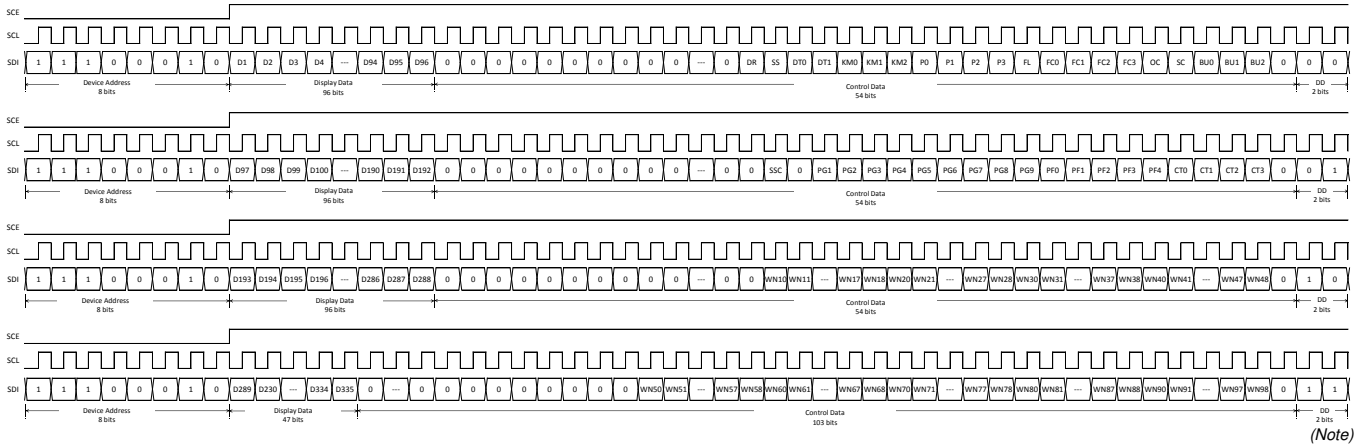 SCE
SCL
SDI 1 1 1 0 0 0 1 0 D1 D2 D3 D4 --- D94 D95 D96 0 0 0 0 0 0 0 0 0 0 --- 0 DR SS DT0 DT1 KM0 KM1 KM2 P0 P1 P2 P3 FL FC0 FC1 FC2 FC3 OC SC BU0 BU1 BU2 0 0 0
Device Address Display Data Control Data DD
8 bits 96 bits 54 bits 2 bits
SCE
SCL
SDI 1 1 1 0 0 0 1 0 D97 D98 D99 D100 --- D190 D191 D192 0 0 0 0 0 0 0 0 0 0 --- 0 0 SSC 0 PG1 PG2 PG3 PG4 PG5 PG6 PG7 PG8 PG9 PF0 PF1 PF2 PF3 PF4 CT0 CT1 CT2 CT3 0 0 1
Device Address Display Data Control Data DD
8 bits 96 bits 54 bits 2 bits
SCE
SCL
SDI 1 1 1 0 0 0 1 0 D193 D194 D195 D196 --- D286 D287 D288 0 0 0 0 0 0 0 0 0 0 --- 0 0 WN10 WN11 --- WN17 WN18 WN20 WN21 --- WN27 WN28 WN30 WN31 --- WN37 WN38 WN40 WN41 --- WN47 WN48 0 1 0
Device Address Display Data Control Data DD
8 bits 96 bits 54 bits 2 bits
SCE
SCL
SDI 1 1 1 0 0 0 1 0 D289 D230 --- D334 D335 0 --- 0 0 0 0 0 0 0 0 0 WN50 WN51 --- WN57 WN58 WN60 WN61 --- WN67 WN68 WN70 WN71 --- WN77 WN78 WN80 WN81 --- WN87 WN88 WN90 WN91 --- WN97 WN98 0 1 1
Device Address Display Data Control Data DD
8 bits 47 bits 103 bits 2 bits
(Note)